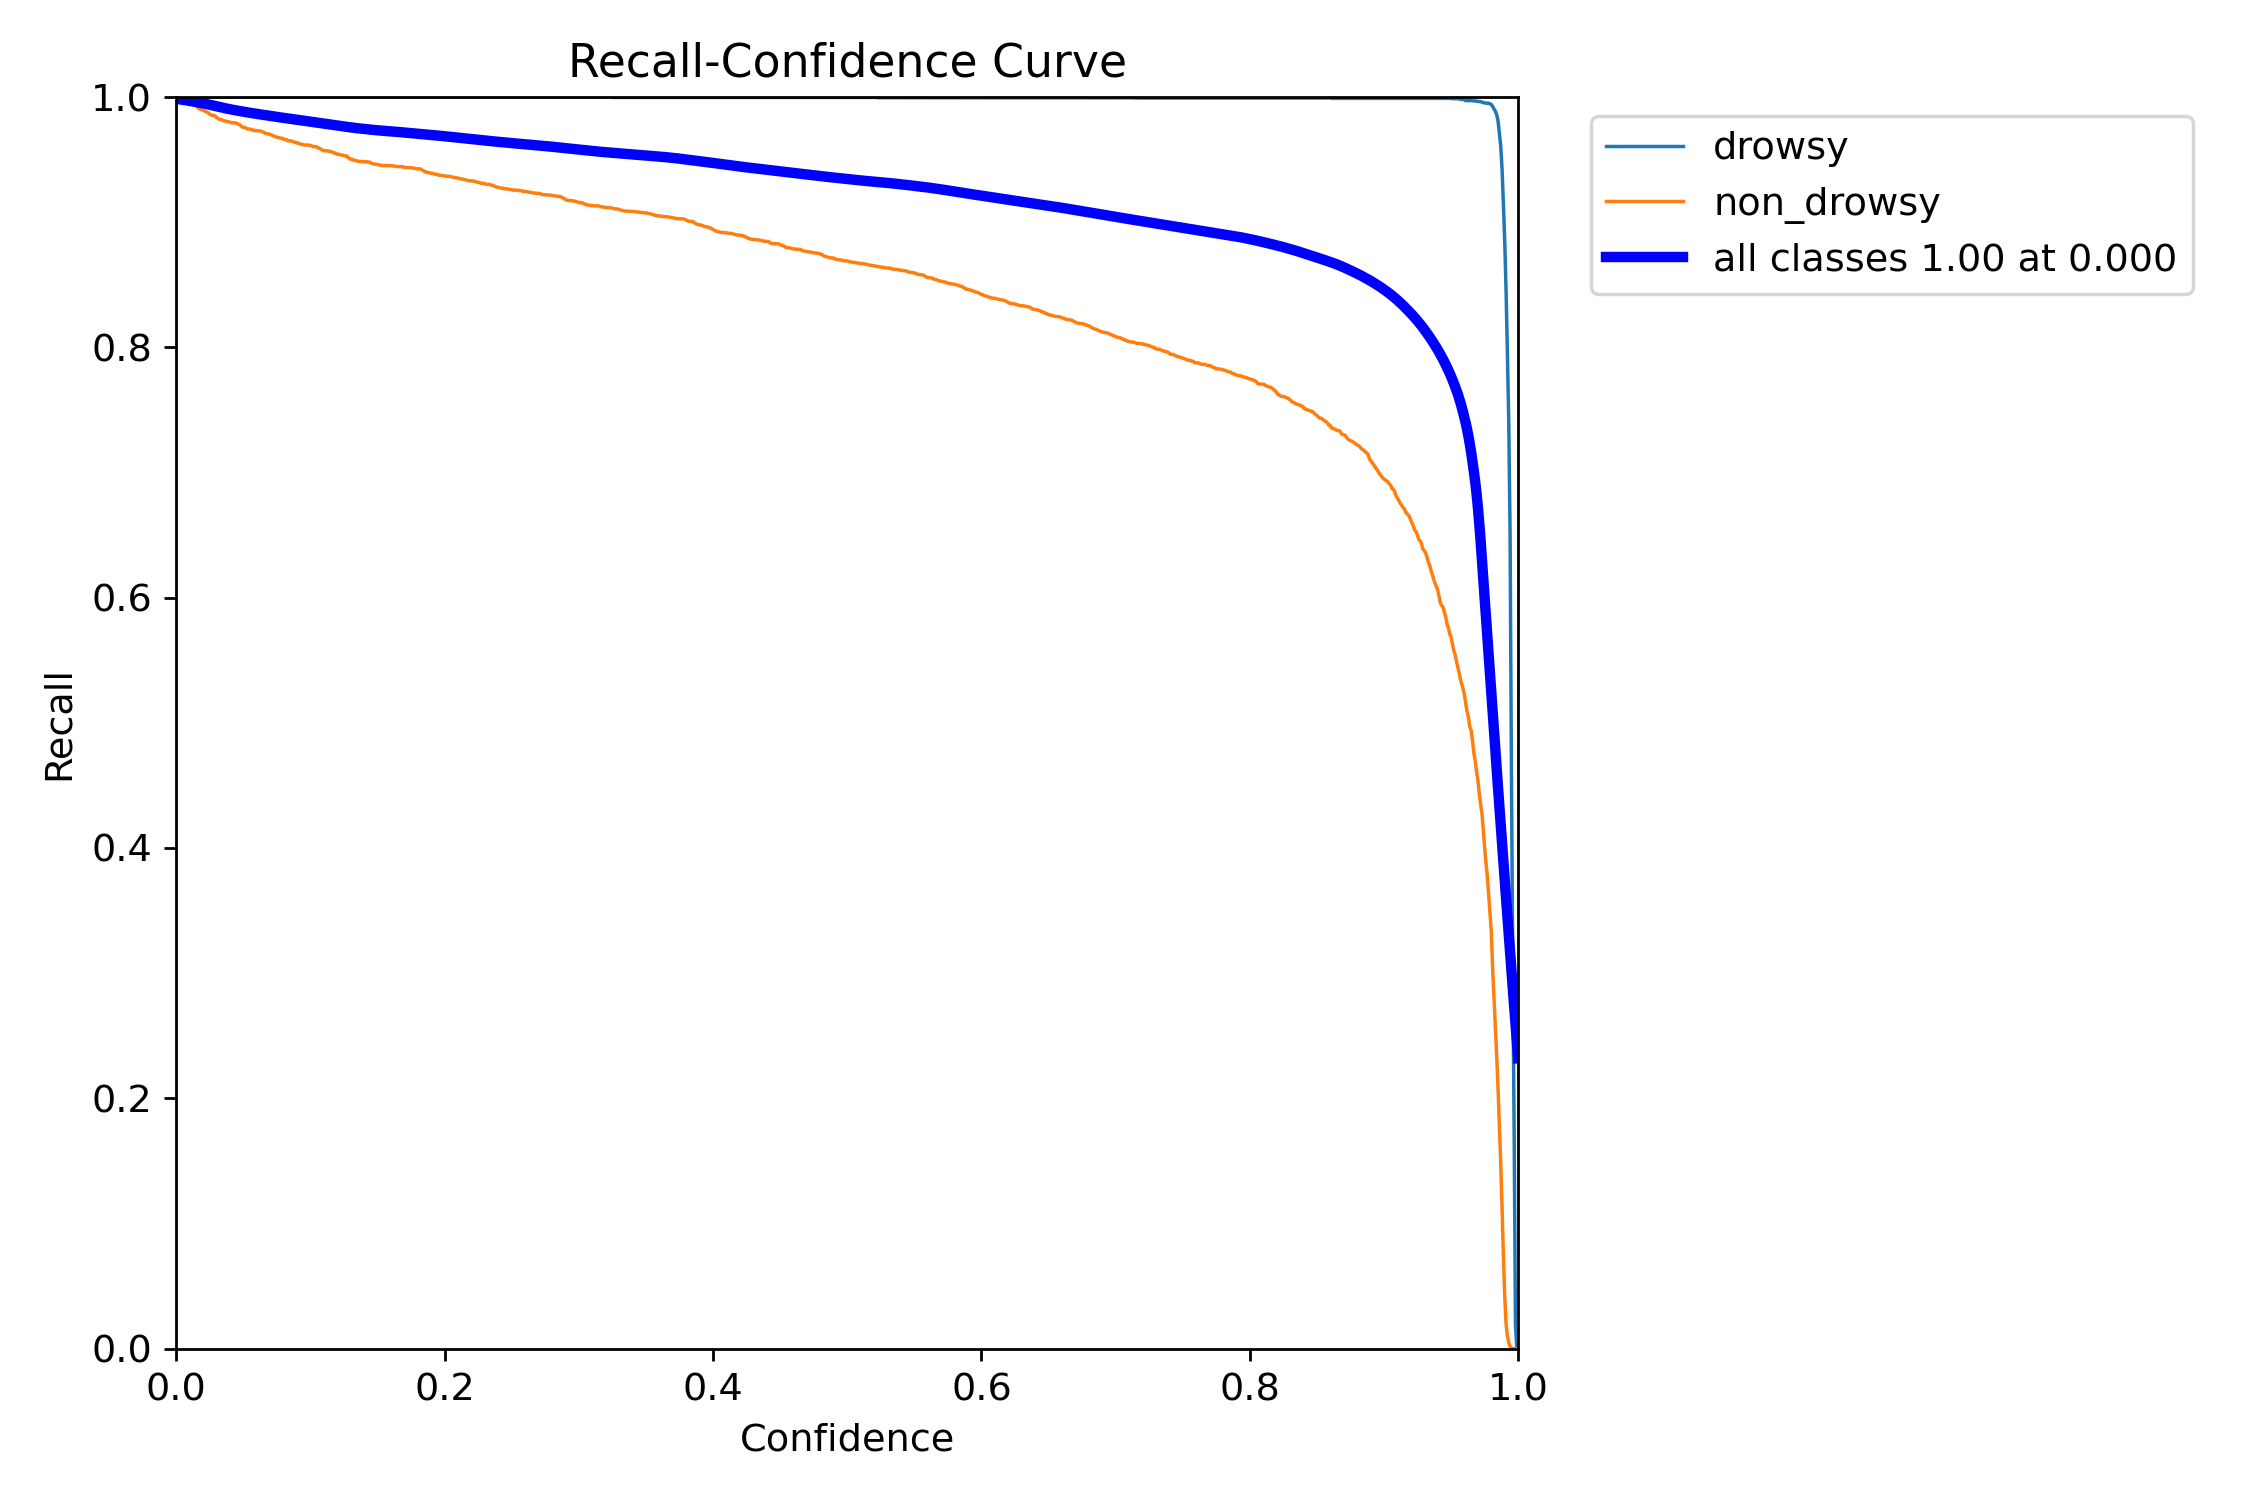 Recall-Confidence Curve
1.0
0.8
0.6
0.4
0.2
0.0
Recall
0.0 0.2 0.4 0.6 0.8 1.0
Confidence
drowsy
non_drowsy
all classes 1.00 at 0.000